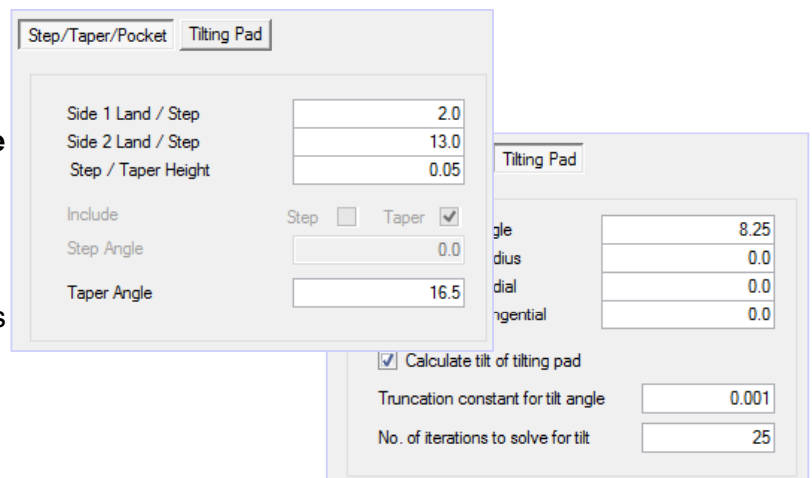 Step/Taper/Pocket Tilting Pad
Side 1 Land / Step 2.0
Side 2 Land / Step 13.0
Step / Taper Height 0.05
Include Step Taper
Step Angle 0.0
Taper Angle 16.5
e
s
Tilting Pad
gle 8.25
dius 0.0
dial 0.0
ngential 0.0
Calculate tilt of tilting pad
Truncation constant for tilt angle 0.001
No. of iterations to solve for tilt 25